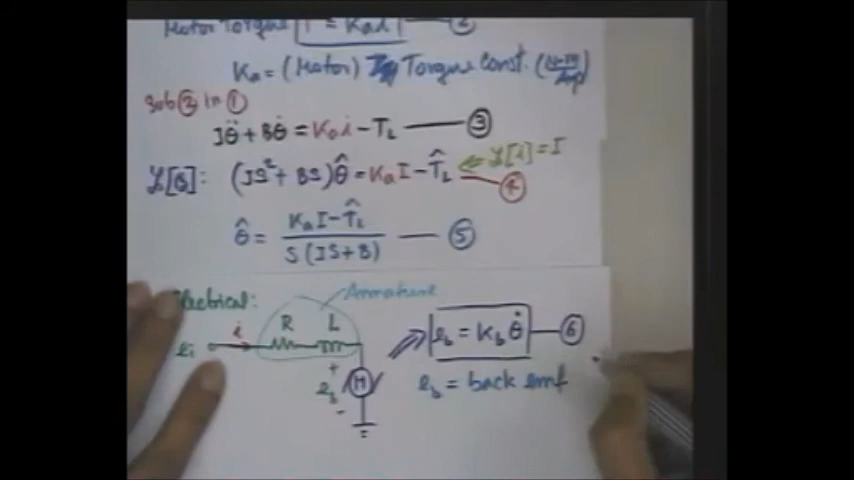 Motor Torque T = Kai — 2
Ka = (Motor) Torque Const. (N-m/Amp)
Sub ② in ①
Jθ̈ + Bθ̇ = Kai - TL — ③
ℒ[③]: (JS² + BS)θ̂ = KaI - T̂L ⇐ ℒ[i] = I — ④
θ̂ = (KaI - T̂L) / (S(JS + B)) — ⑤
Electrical: Armature
i R L
ei
eb = Kb θ̇ — ⑥
+
eb M
-
eb = back emf